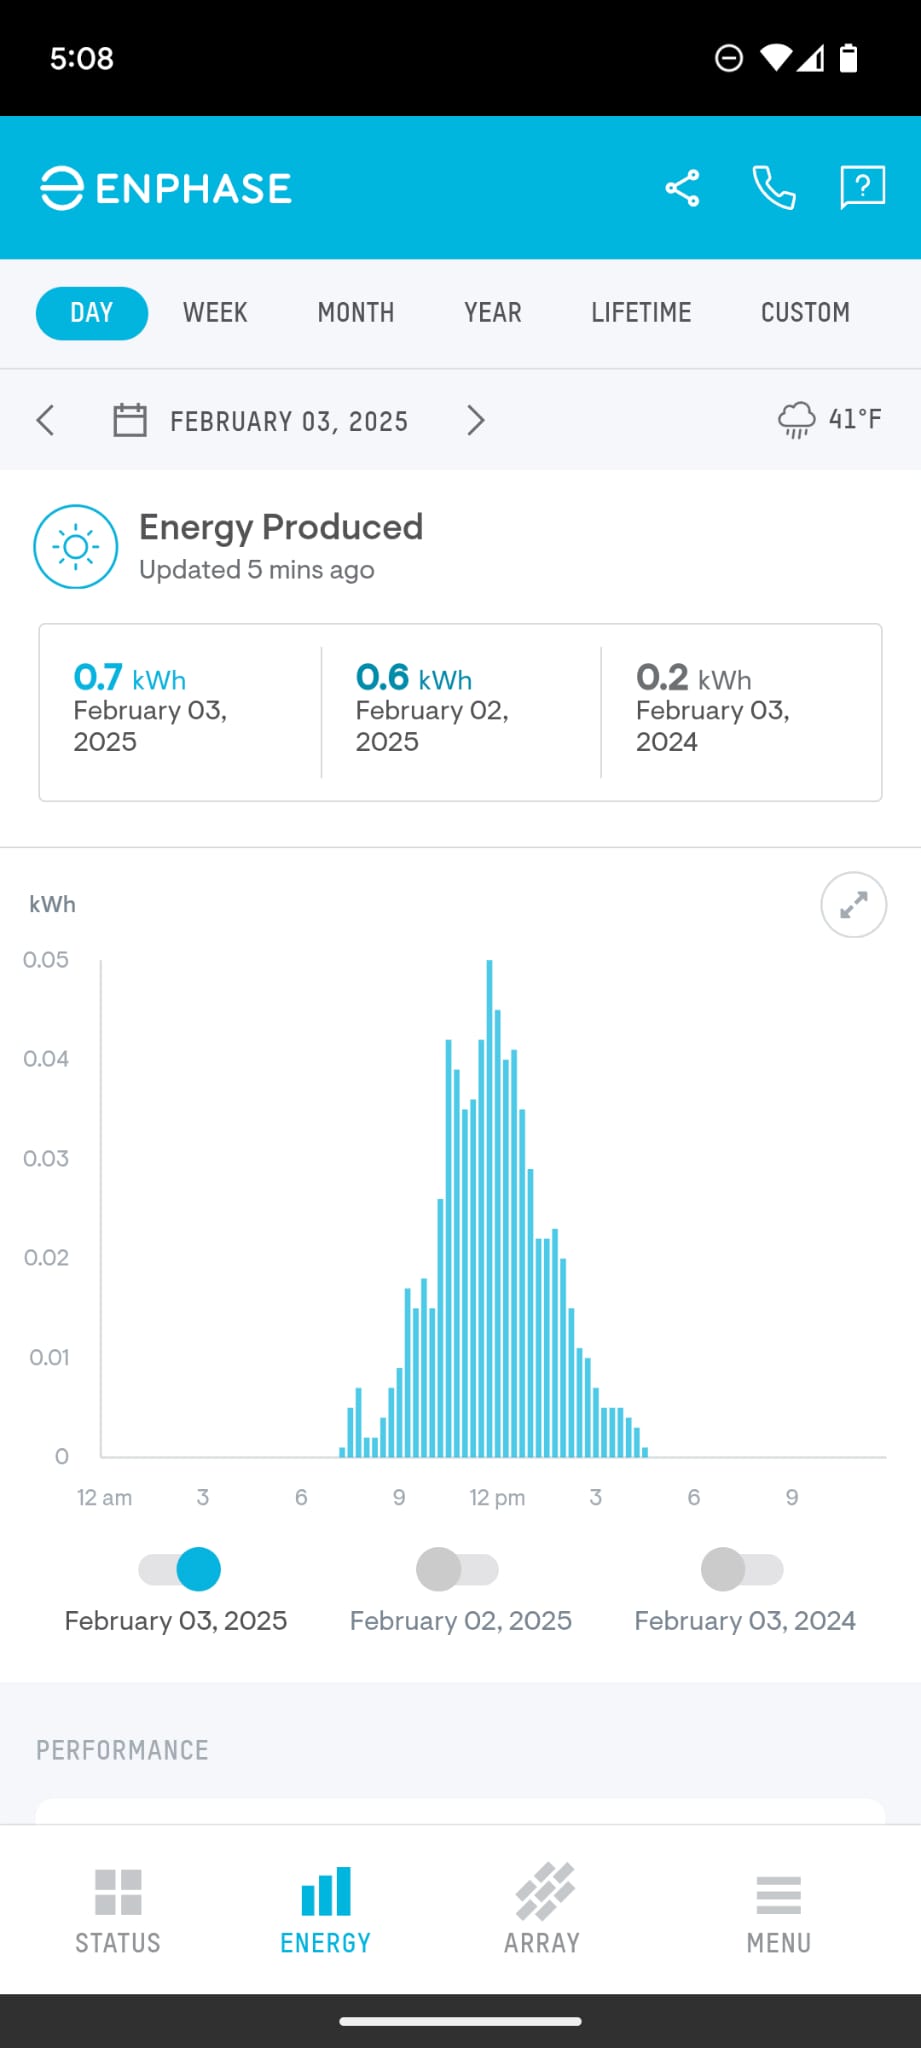 5:08
ENPHASE
?
DAY WEEK MONTH YEAR LIFETIME CUSTOM
FEBRUARY 03, 2025 41°F
Energy Produced
Updated 5 mins ago
0.7 kWh 0.6 kWh 0.2 kWh
February 03, February 02, February 03,
2025 2025 2024
kWh
0.05
0.04
0.03
0.02
0.01
0
12 am 3 6 9 12 pm 3 6 9
February 03, 2025 February 02, 2025 February 03, 2024
PERFORMANCE
STATUS ENERGY ARRAY MENU